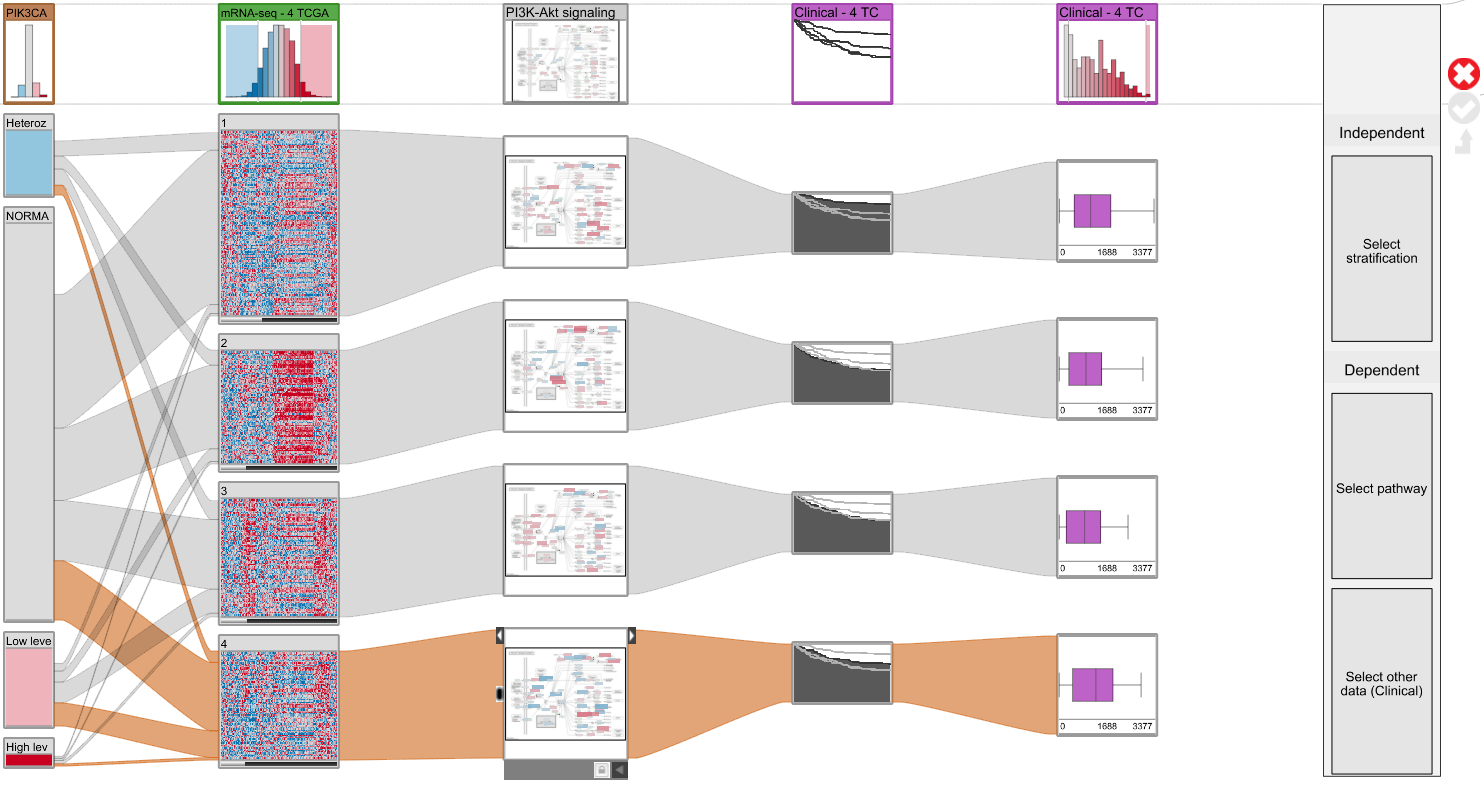 PIK3CA
mRNA-seq - 4 TCGA
PI3K-Akt signaling
Clinical - 4 TC
Clinical - 4 TC
Independent
Select
stratification
Dependent
Select pathway
Select other
data (Clinical)
Heteroz
NORMA
Low leve
High lev
1
2
3
4
0 1688 3377
0 1688 3377
0 1688 3377
0 1688 3377